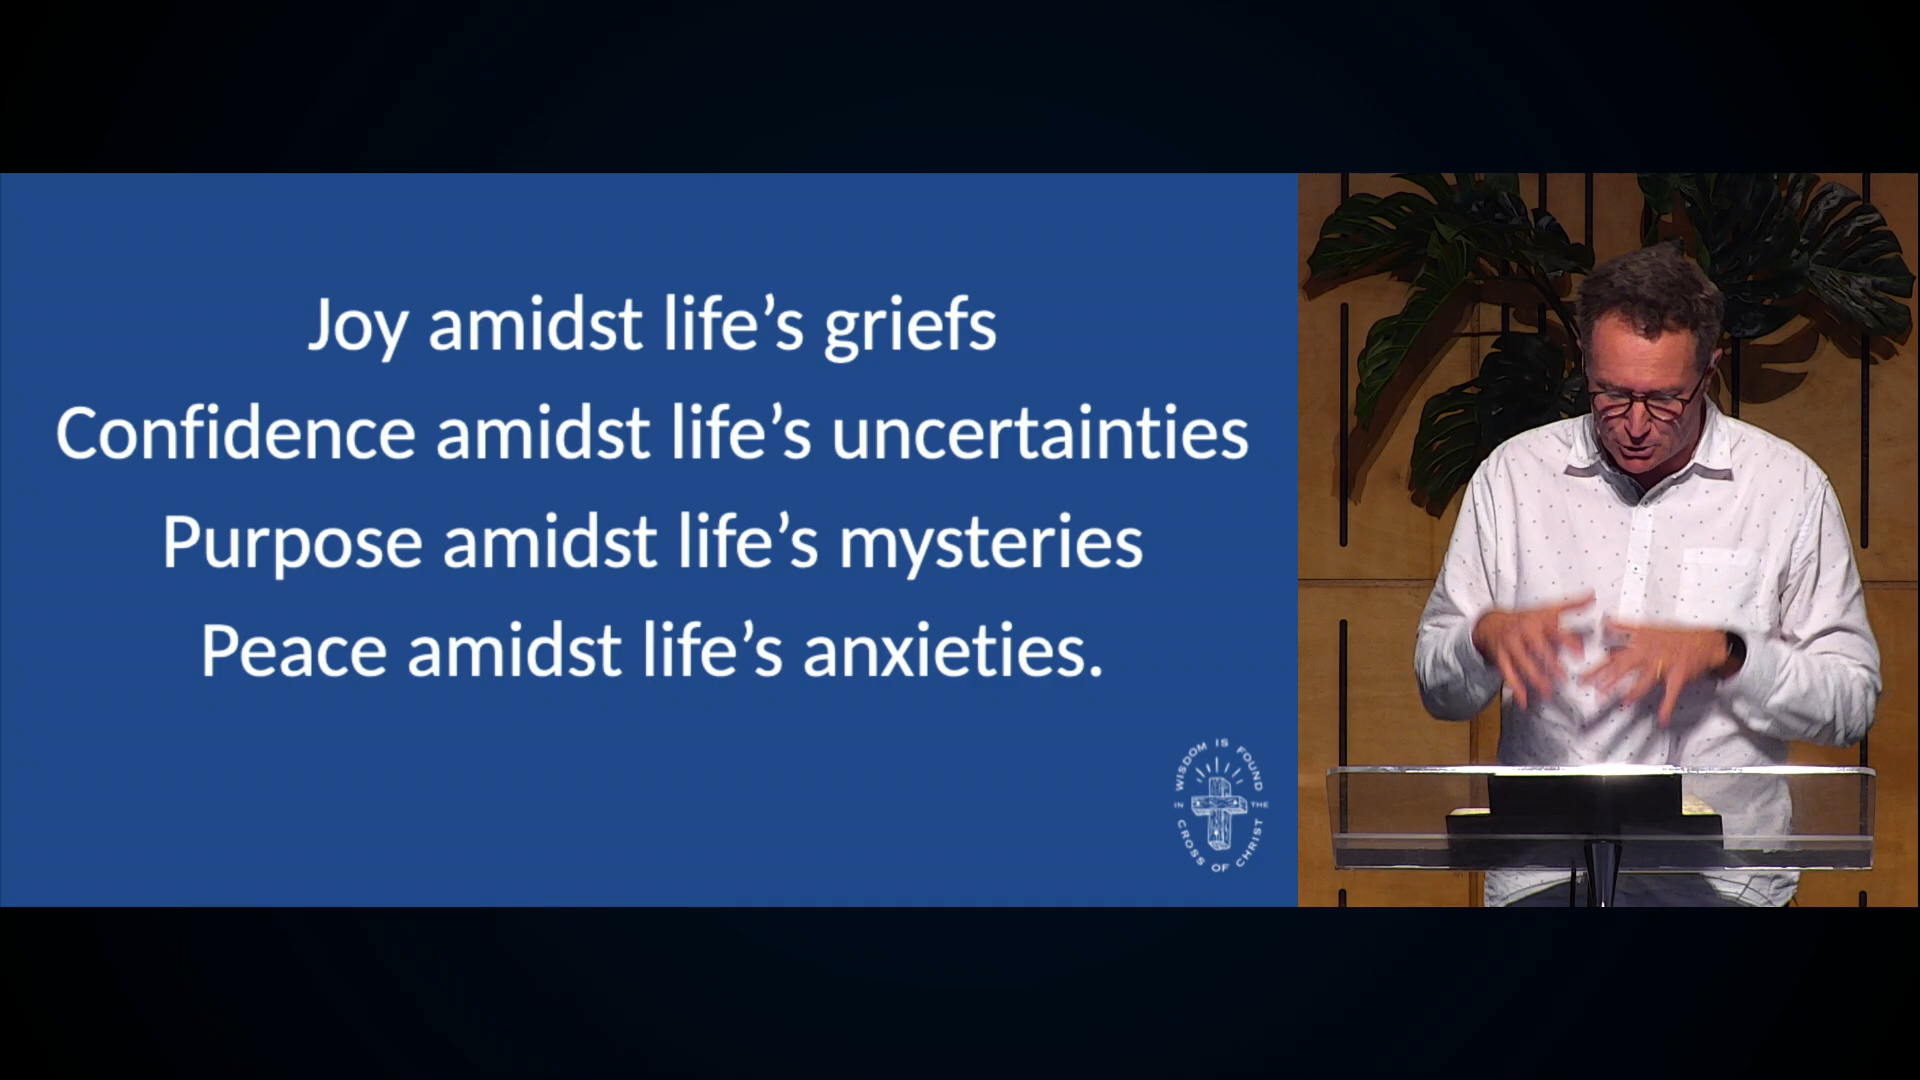 Joy amidst life’s griefs
Confidence amidst life’s uncertainties
Purpose amidst life’s mysteries
Peace amidst life’s anxieties.
WISDOM IS FOUND
IN THE
CROSS OF CHRIST